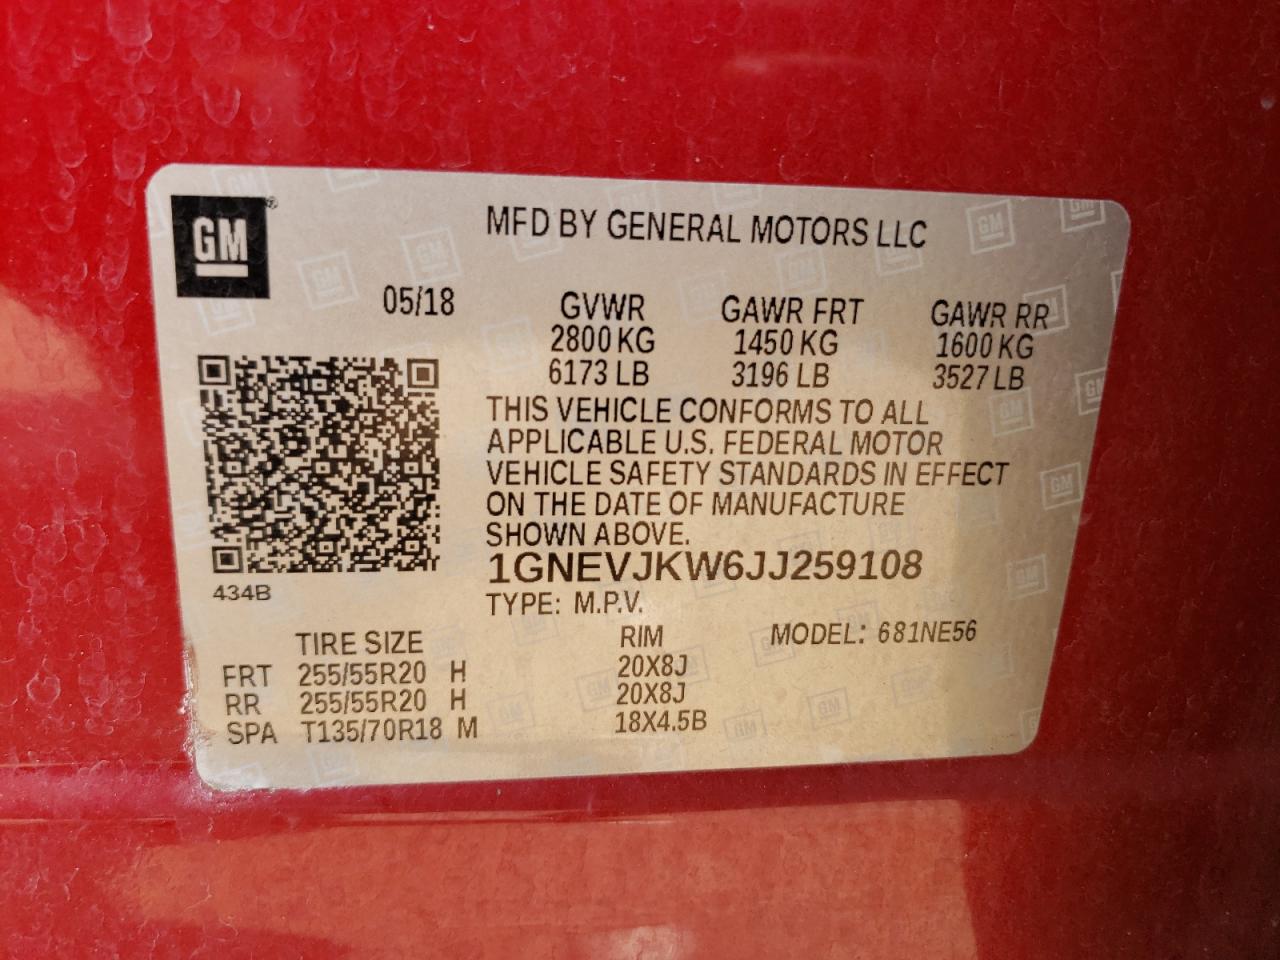 GM®
MFD BY GENERAL MOTORS LLC
05/18 GVWR GAWR FRT GAWR RR
2800 KG 1450 KG 1600 KG
6173 LB 3196 LB 3527 LB
THIS VEHICLE CONFORMS TO ALL
APPLICABLE U.S. FEDERAL MOTOR
VEHICLE SAFETY STANDARDS IN EFFECT
ON THE DATE OF MANUFACTURE
SHOWN ABOVE.
1GNEVJKW6JJ259108
434B
TYPE: M.P.V.
TIRE SIZE RIM MODEL: 681NE56
FRT 255/55R20 H 20X8J
RR 255/55R20 H 20X8J
SPA T135/70R18 M 18X4.5B